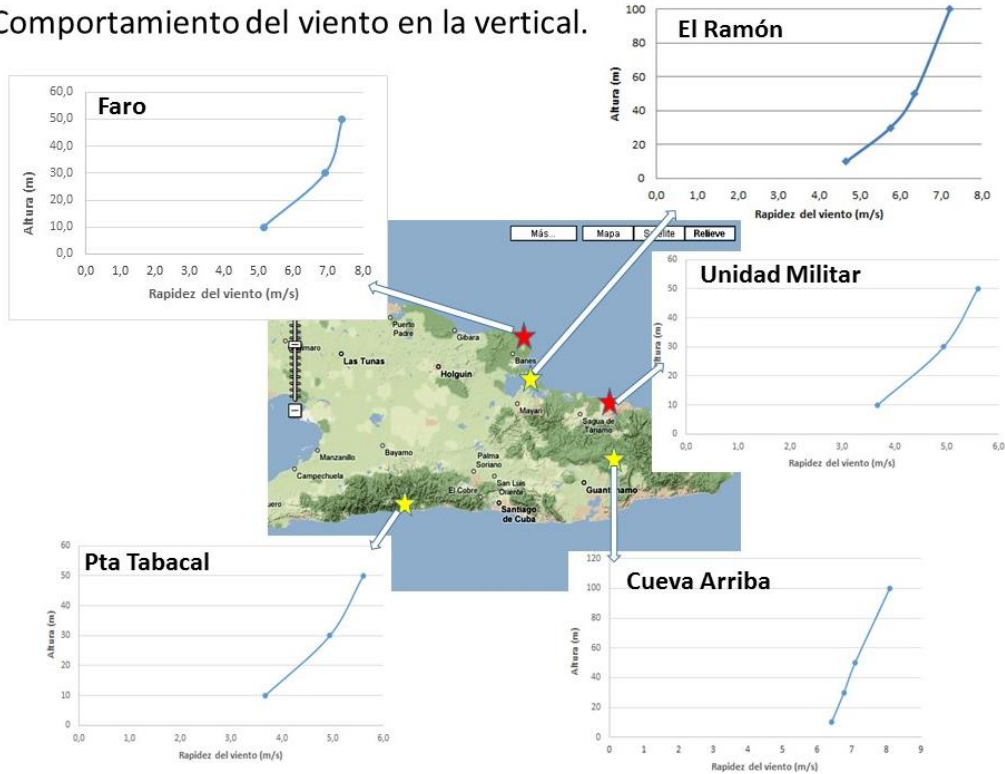 Comportamiento del viento en la vertical.
El Ramón
100
80
60
40
20
0
Altura (m)
0,0 1,0 2,0 3,0 4,0 5,0 6,0 7,0 8,0
Rapidez del viento (m/s)
Faro
60,0
50,0
40,0
30,0
20,0
10,0
0,0
Altura (m)
0,0 1,0 2,0 3,0 4,0 5,0 6,0 7,0 8,0
Rapidez del viento (m/s)
Más... Mapa Relieve
Unidad Militar
60
50
40
30
20
10
0
0,0 1,0 2,0 3,0 4,0 5,0 6,0
Rapidez del viento (m/s)
Puerto
Padre
Gibara
Las Tunas
Holguín
Banes
Mayarí
Sagua de
Tánamo
Manzanillo
Bayamo
Palma
Soriano
Campechuela
San Luis
Oriente
El Cobre
Santiago
de Cuba
Pta Tabacal
60
50
40
30
20
10
0
Altura (m)
0,0 1,0 2,0 3,0 4,0 5,0 6,0
Rapidez del viento (m/s)
Cueva Arriba
120
100
80
60
40
20
0
Altura (m)
0 1 2 3 4 5 6 7 8 9
Rapidez del viento (m/s)